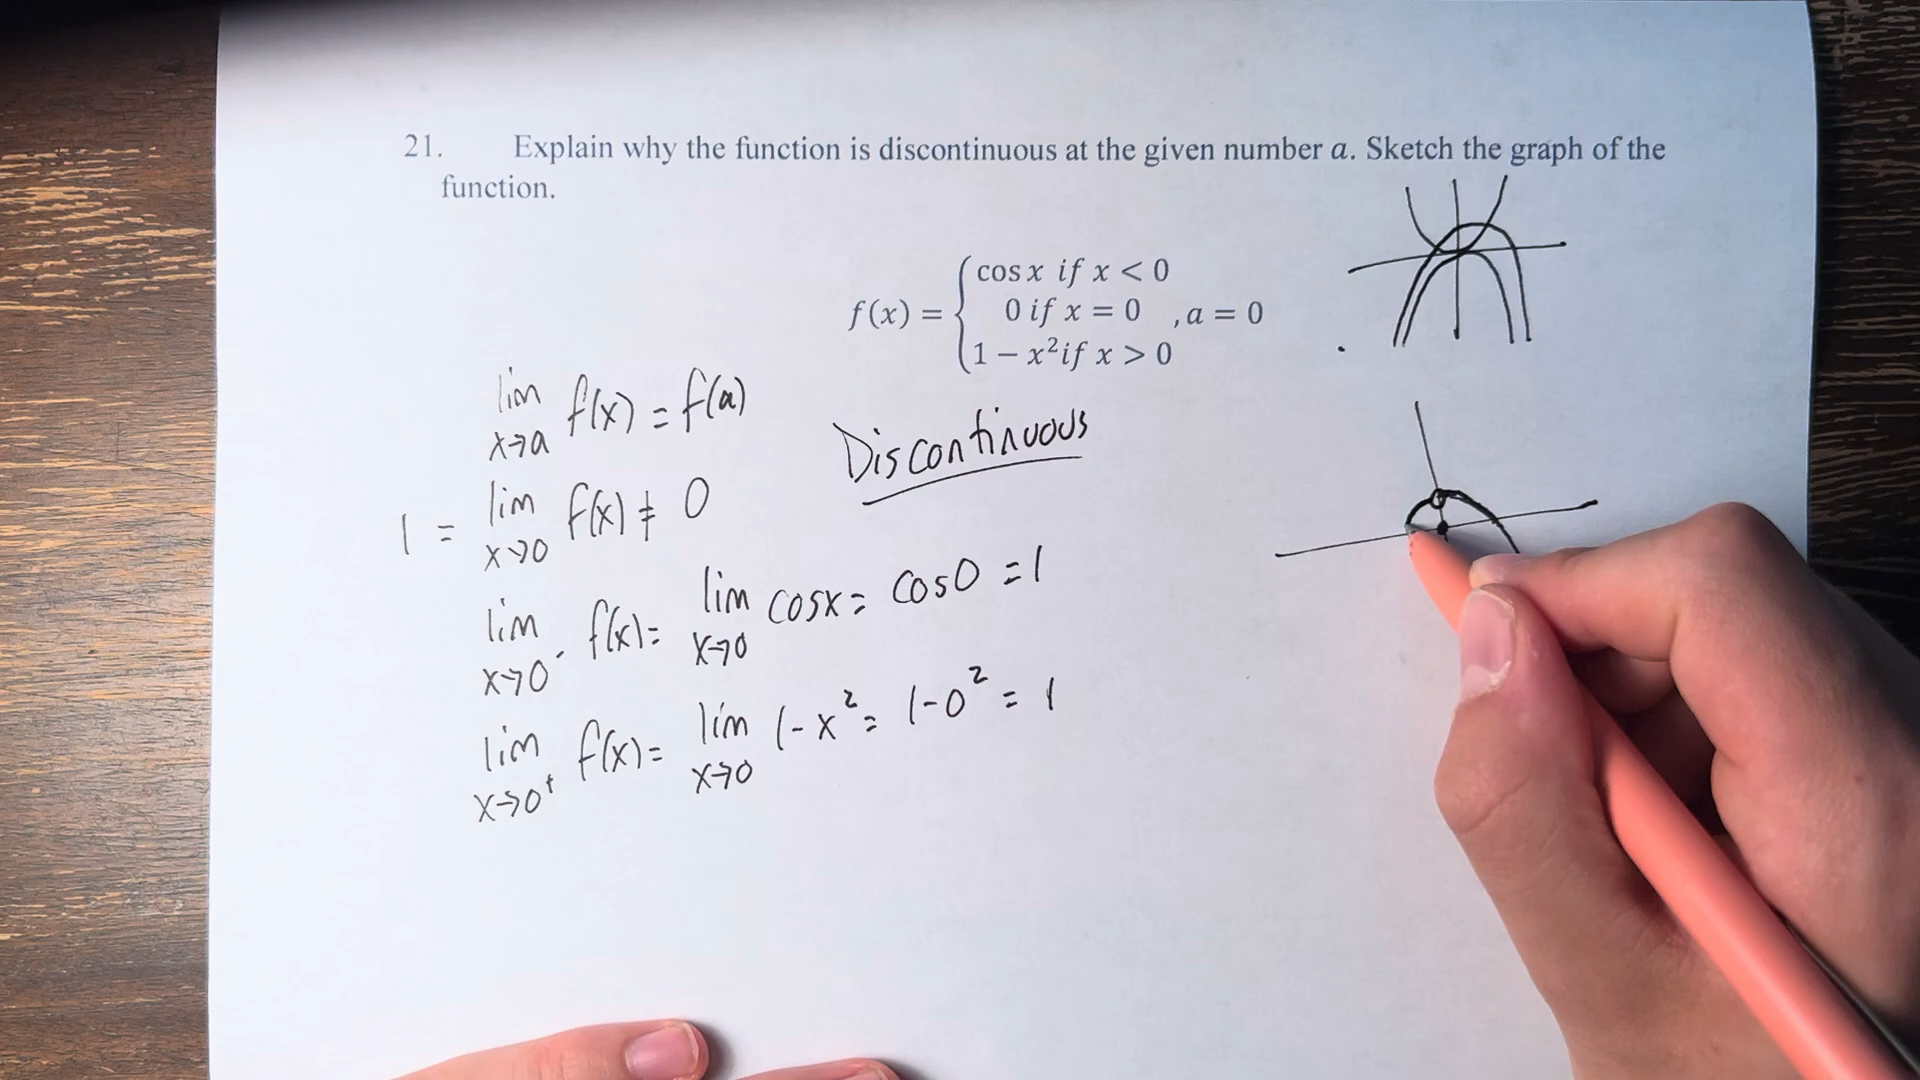 21. Explain why the function is discontinuous at the given number a. Sketch the graph of the
function.
f(x) = { cos x if x < 0
0 if x = 0 , a = 0
1 − x² if x > 0
.
lim f(x) = f(a)
x→a
Discontinuous
1 = lim f(x) ≠ 0
x→0
lim f(x) = lim cosx = cos0 = 1
x→0⁻ x→0
lim f(x) = lim 1-x² = 1-0² = 1
x→0⁺ x→0